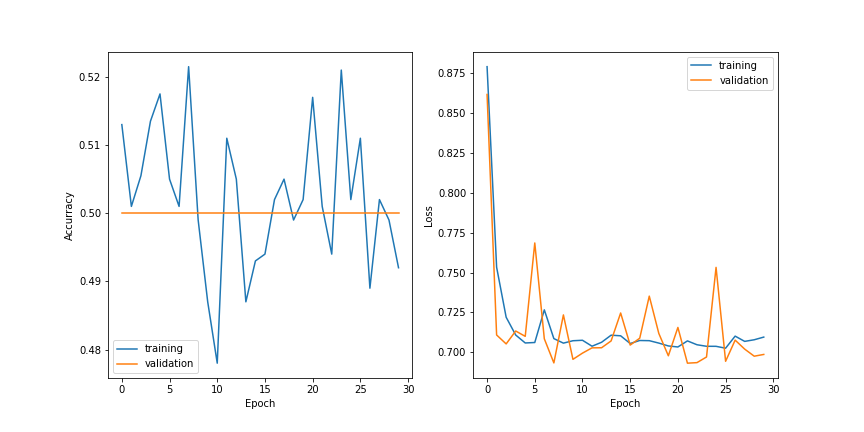 0.52
0.51
0.50
0.49
0.48
Accurracy
training
validation
0 5 10 15 20 25 30
Epoch
0.875
0.850
0.825
0.800
0.775
0.750
0.725
0.700
Loss
training
validation
0 5 10 15 20 25 30
Epoch